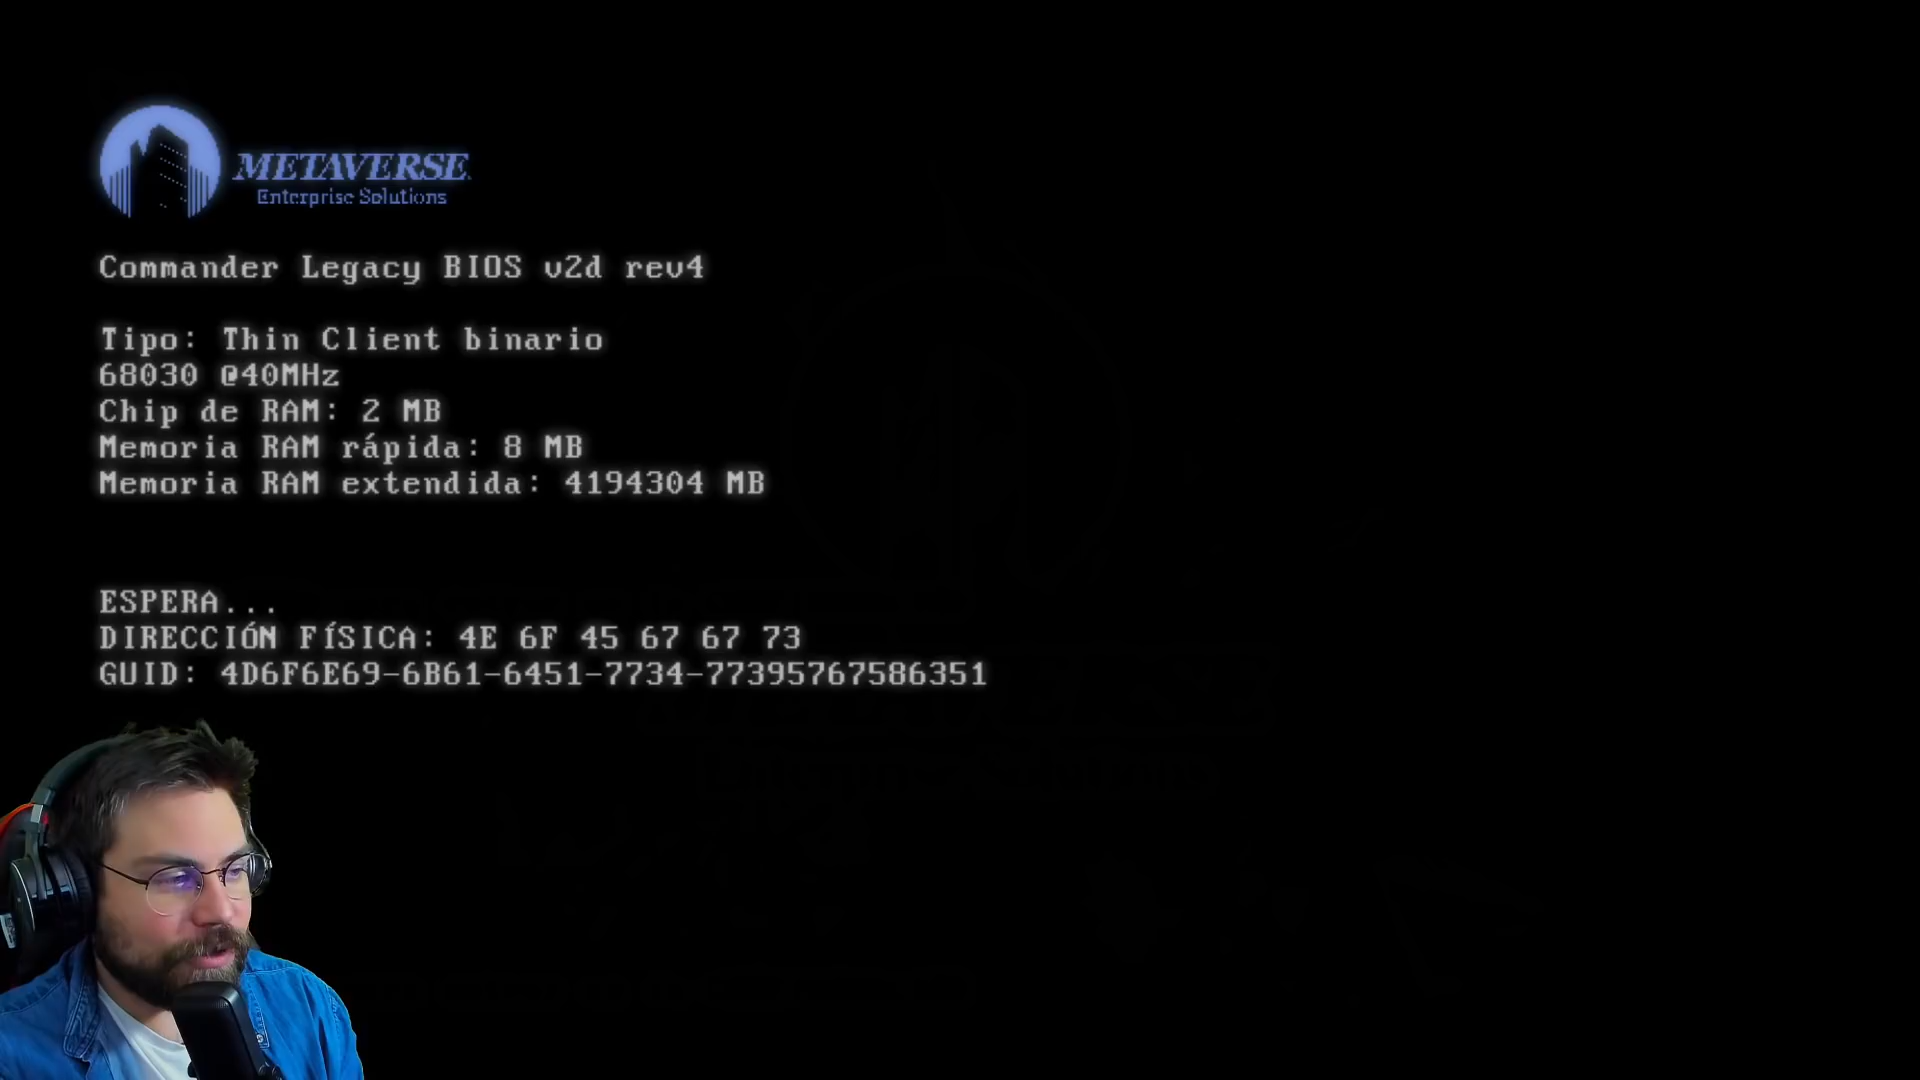 METAVERSE
Enterprise Solutions
Commander Legacy BIOS v2d rev4
Tipo: Thin Client binario
68030 @40MHz
Chip de RAM: 2 MB
Memoria RAM rápida: 8 MB
Memoria RAM extendida: 4194304 MB
ESPERA...
DIRECCIÓN FÍSICA: 4E 6F 45 67 67 73
GUID: 4D6F6E69-6B61-6451-7734-77395767586351